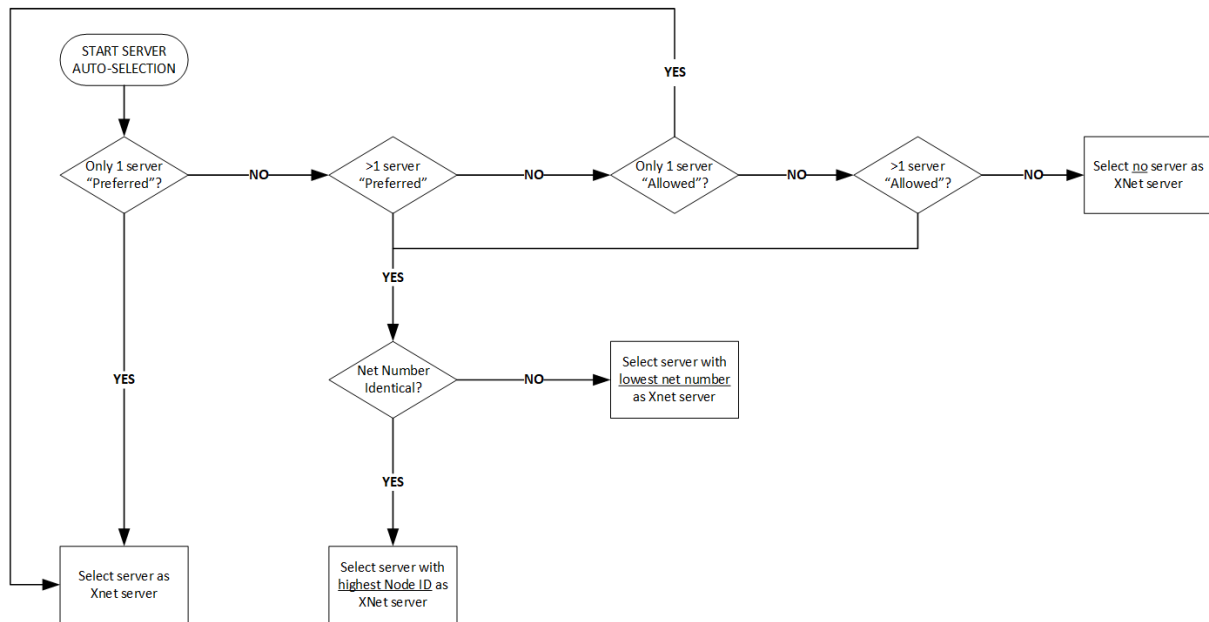 START SERVER
AUTO-SELECTION
YES
Only 1 server
“Preferred”?
NO
>1 server
“Preferred”
NO
Only 1 server
“Allowed”?
NO
>1 server
“Allowed”?
NO
Select no server as
XNet server
YES
Net Number
Identical?
NO
Select server with
lowest net number
as Xnet server
YES
YES
Select server as
Xnet server
Select server with
highest Node ID as
XNet server